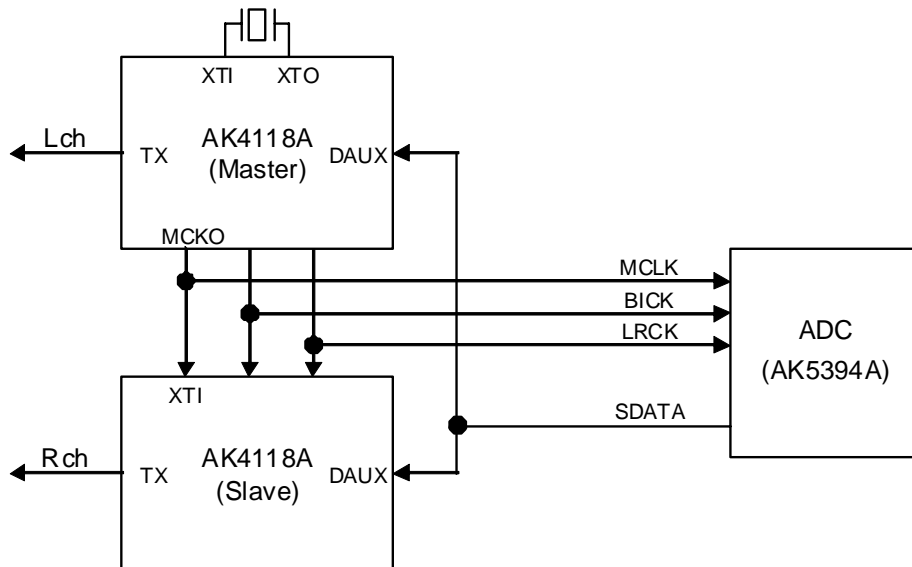 XTI XTO
Lch
TX
AK4118A
(Master)
DAUX
MCKO
MCLK
BICK
LRCK
ADC
(AK5394A)
XTI
SDATA
Rch
TX
AK4118A
(Slave)
DAUX